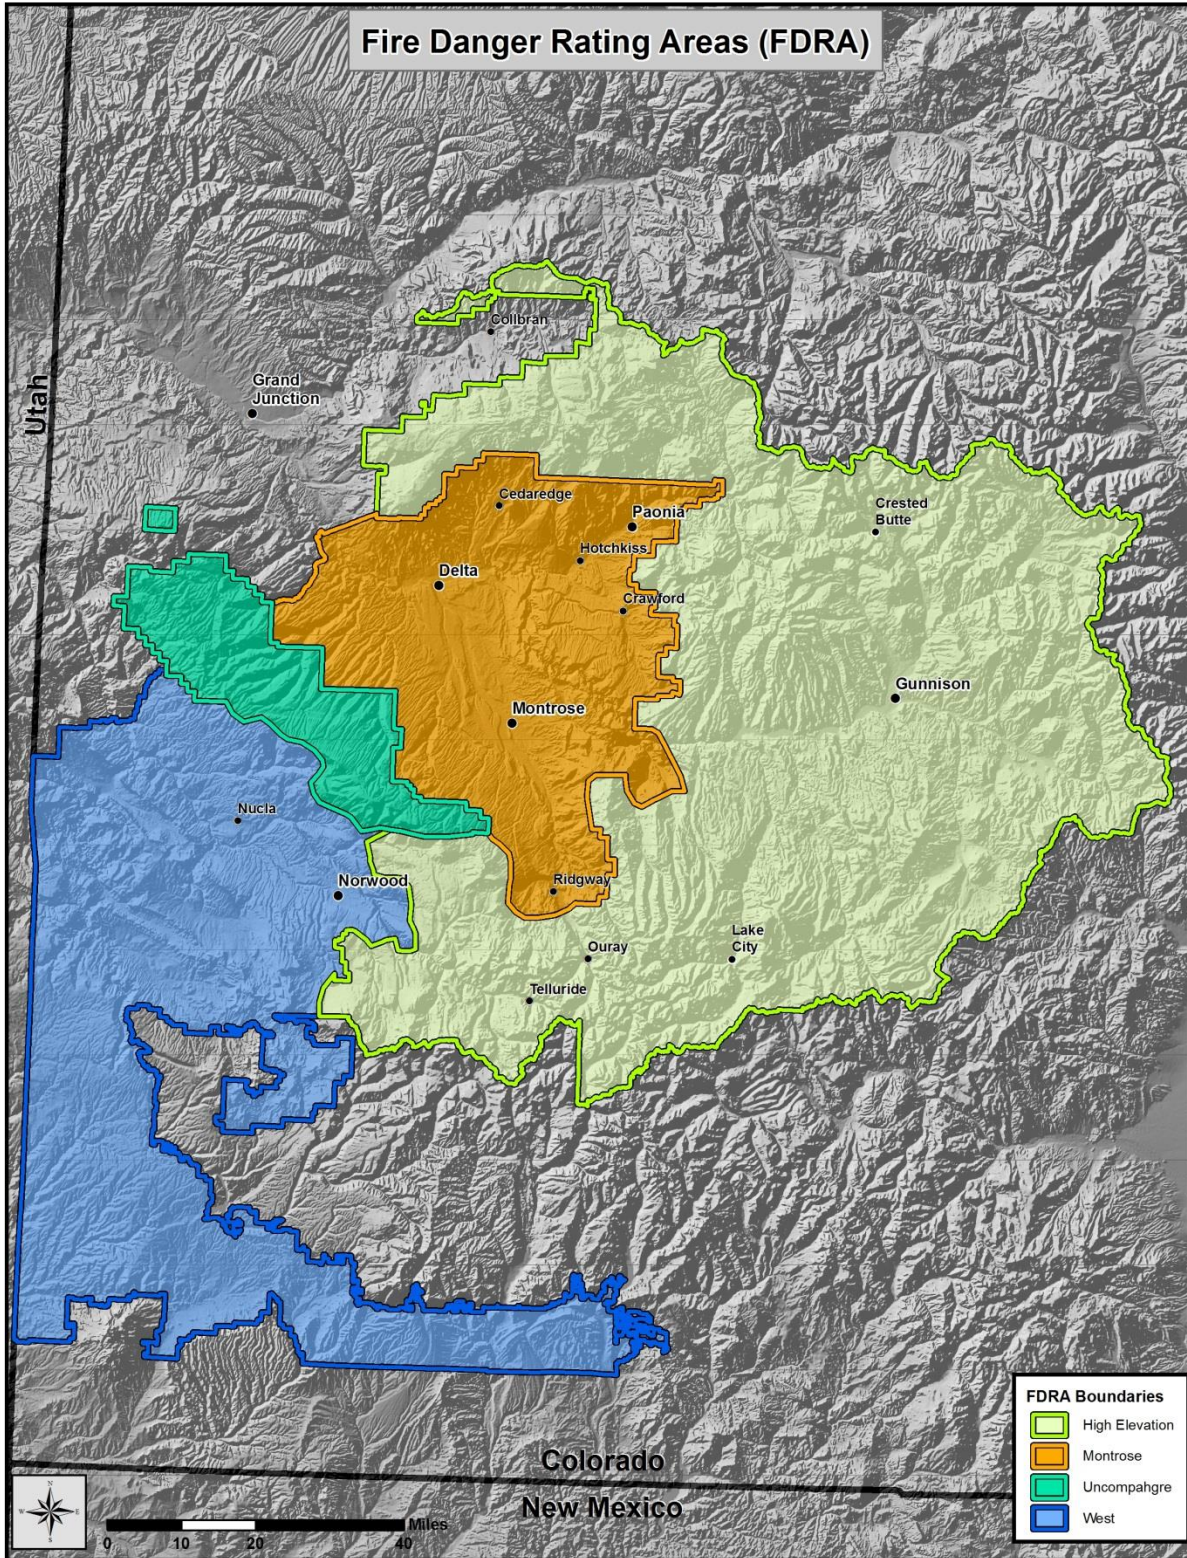 Fire Danger Rating Areas (FDRA)
Utah
Collbran
Grand
Junction
Cedaredge
Paonia
Crested
Butte
Hotchkiss
Delta
Crawford
Gunnison
Montrose
Nucla
Norwood
Ridgway
Ouray
Lake
City
Telluride
FDRA Boundaries
High Elevation
Montrose
Uncompahgre
West
Colorado
New Mexico
N
W
E
S
Miles
0
10
20
40